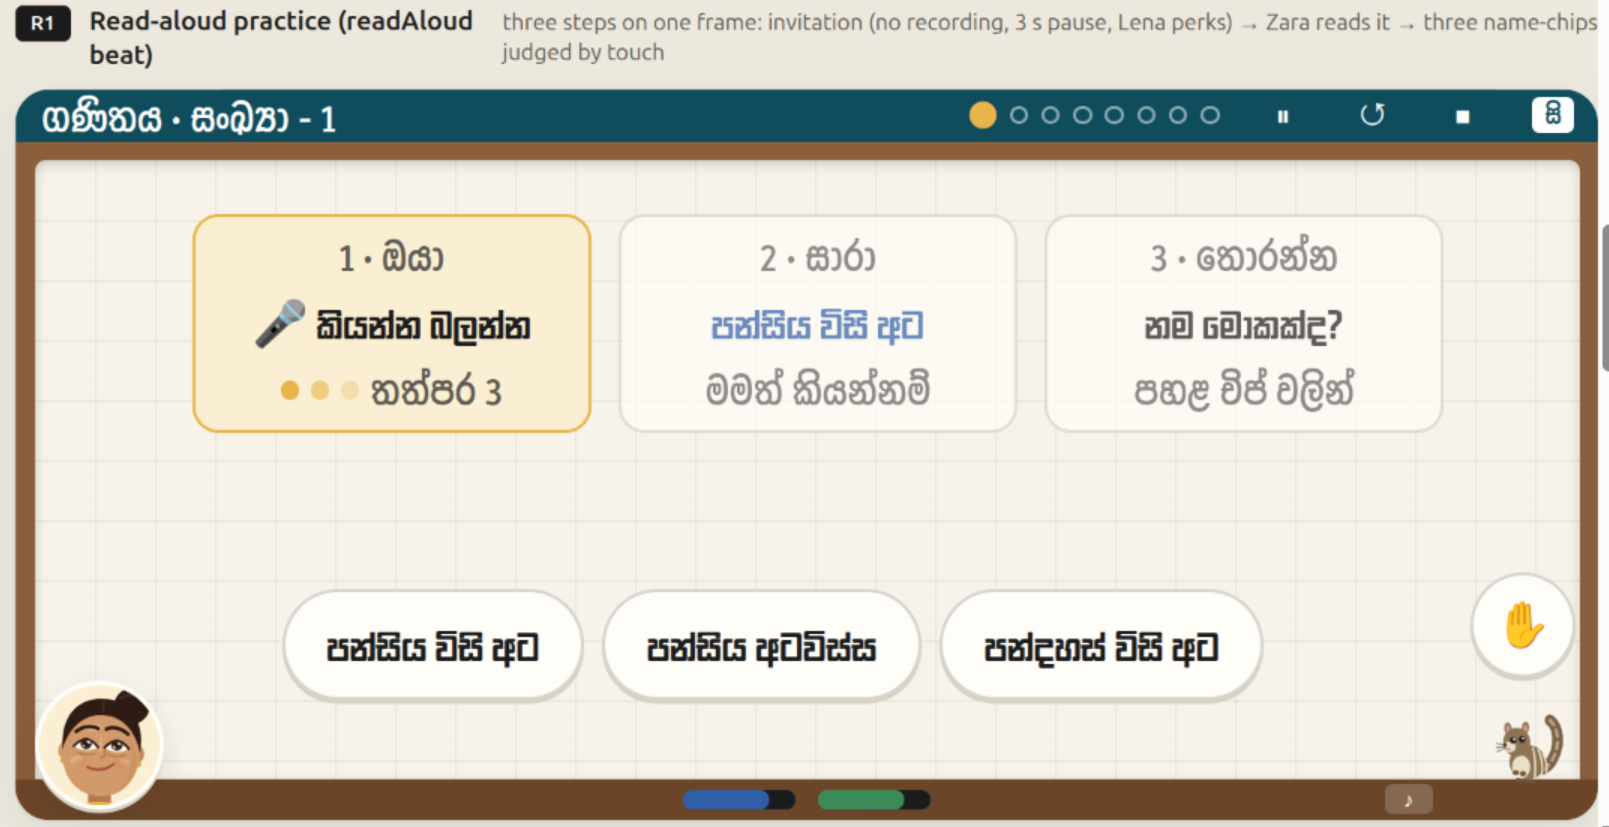 R1
Read-aloud practice (readAloud beat)
three steps on one frame: invitation (no recording, 3 s pause, Lena perks) → Zara reads it → three name-chips judged by touch
ගණිතය · සංඛ්‍යා - 1
සිං
1 · ඔයා
කියන්න බලන්න
තත්පර 3
2 · සාරා
පන්සිය විසි අට
මමත් කියන්නම්
3 · තෝරන්න
නම මොකක්ද?
පහළ චිප් වලින්
පන්සිය විසි අට
පන්සිය අටවිස්ස
පන්දහස් විසි අට